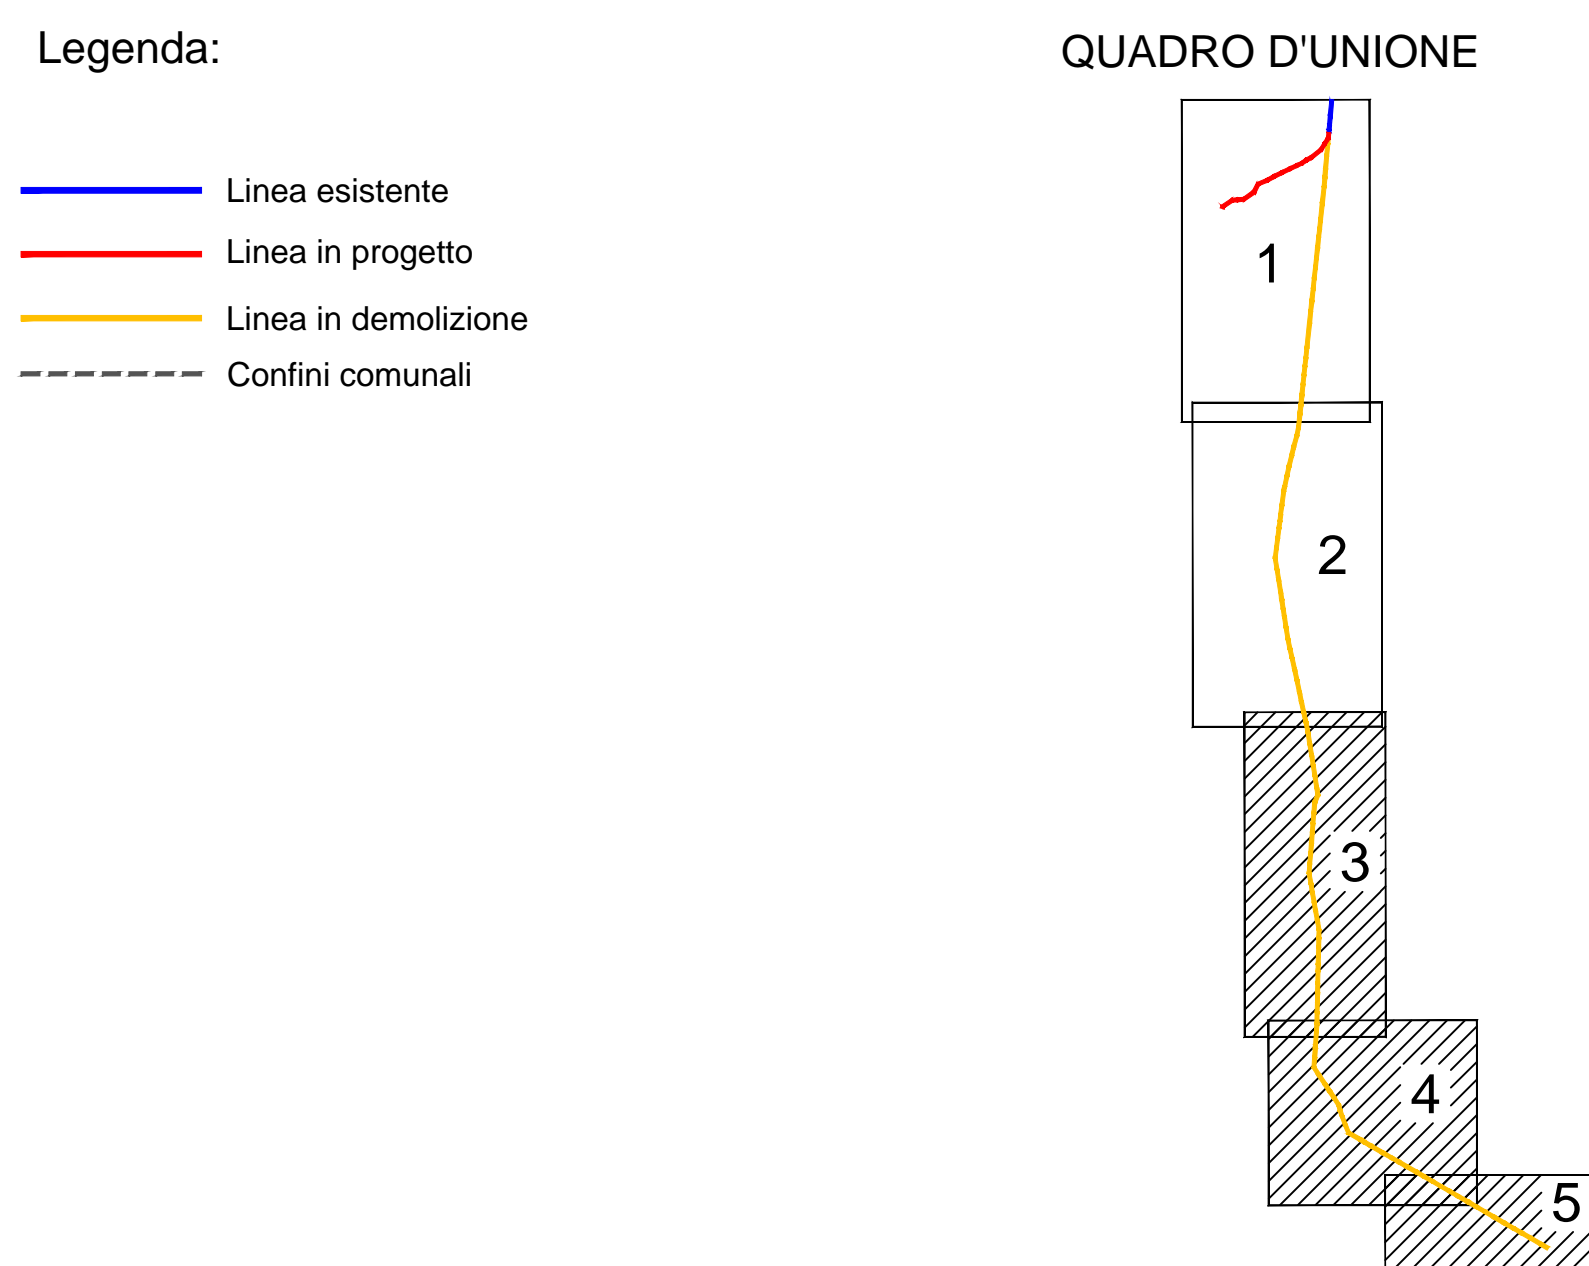 Legenda:
Linea esistente
Linea in progetto
Linea in demolizione
Confini comunali
QUADRO D'UNIONE
1
2
3
4
5